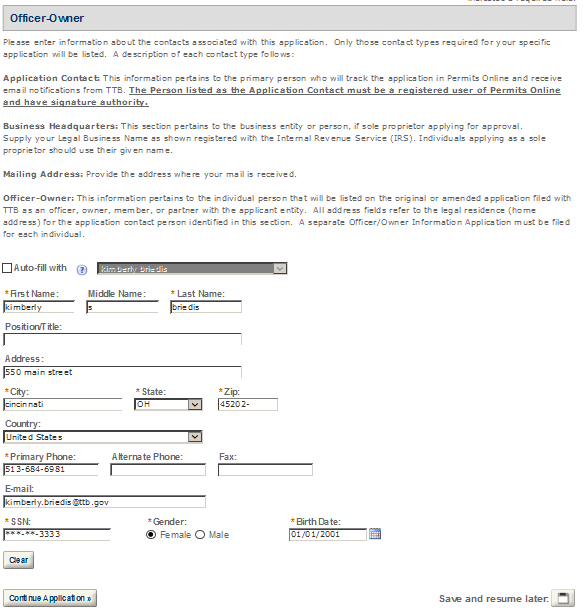 Officer-Owner
Please enter information about the contacts associated with this application. Only those contact types required for your specific
application will be listed. A description of each contact type follows:
Application Contact: This information pertains to the primary person who will track the application in Permits Online and receive
email notifications from TTB. The Person listed as the Application Contact must be a registered user of Permits Online
and have signature authority.
Business Headquarters: This section pertains to the business entity or person, if sole proprietor applying for approval.
Supply your Legal Business Name as shown registered with the Internal Revenue Service (IRS). Individuals applying as a sole
proprietor should use their given name.
Mailing Address: Provide the address where your mail is received.
Officer-Owner: This information pertains to the individual person that will be listed on the original or amended application filed with
TTB as an officer, owner, member, or partner with the applicant entity. All address fields refer to the legal residence (home
address) for the application contact person identified in this section. A separate Officer/Owner Information Application must be filed
for each individual.
Auto-fill with ? kimberly briedis
*First Name: Middle Name: *Last Name:
kimberly s briedis
Position/Title:
Address:
550 main street
*City: *State: *Zip:
cincinnati OH 45202-
Country:
United States
*Primary Phone: Alternate Phone: Fax:
513-684-6981
E-mail:
kimberly.briedis@ttb.gov
*SSN: *Gender: *Birth Date:
***-**-3333 Female Male 01/01/2001
Clear
Continue Application » Save and resume later: